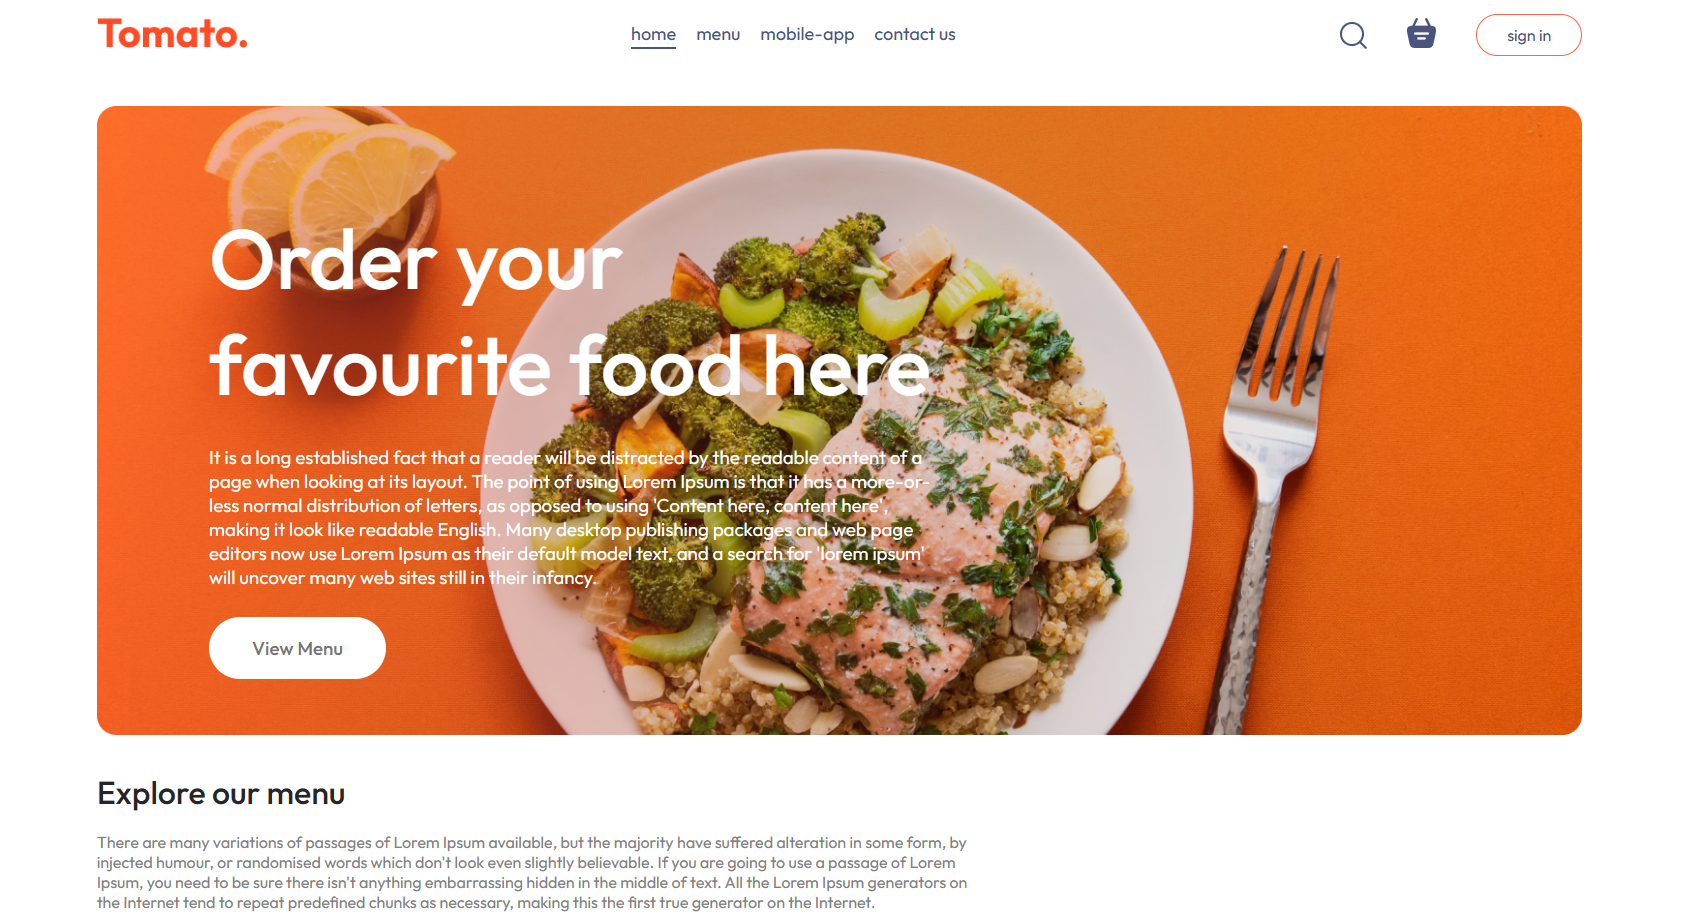 Tomato.
home menu mobile-app contact us
sign in
Order your
favourite food here
It is a long established fact that a reader will be distracted by the readable content of a
page when looking at its layout. The point of using Lorem Ipsum is that it has a more-or-
less normal distribution of letters, as opposed to using 'Content here, content here',
making it look like readable English. Many desktop publishing packages and web page
editors now use Lorem Ipsum as their default model text, and a search for 'lorem ipsum'
will uncover many web sites still in their infancy.
View Menu
Explore our menu
There are many variations of passages of Lorem Ipsum available, but the majority have suffered alteration in some form, by
injected humour, or randomised words which don't look even slightly believable. If you are going to use a passage of Lorem
Ipsum, you need to be sure there isn't anything embarrassing hidden in the middle of text. All the Lorem Ipsum generators on
the Internet tend to repeat predefined chunks as necessary, making this the first true generator on the Internet.